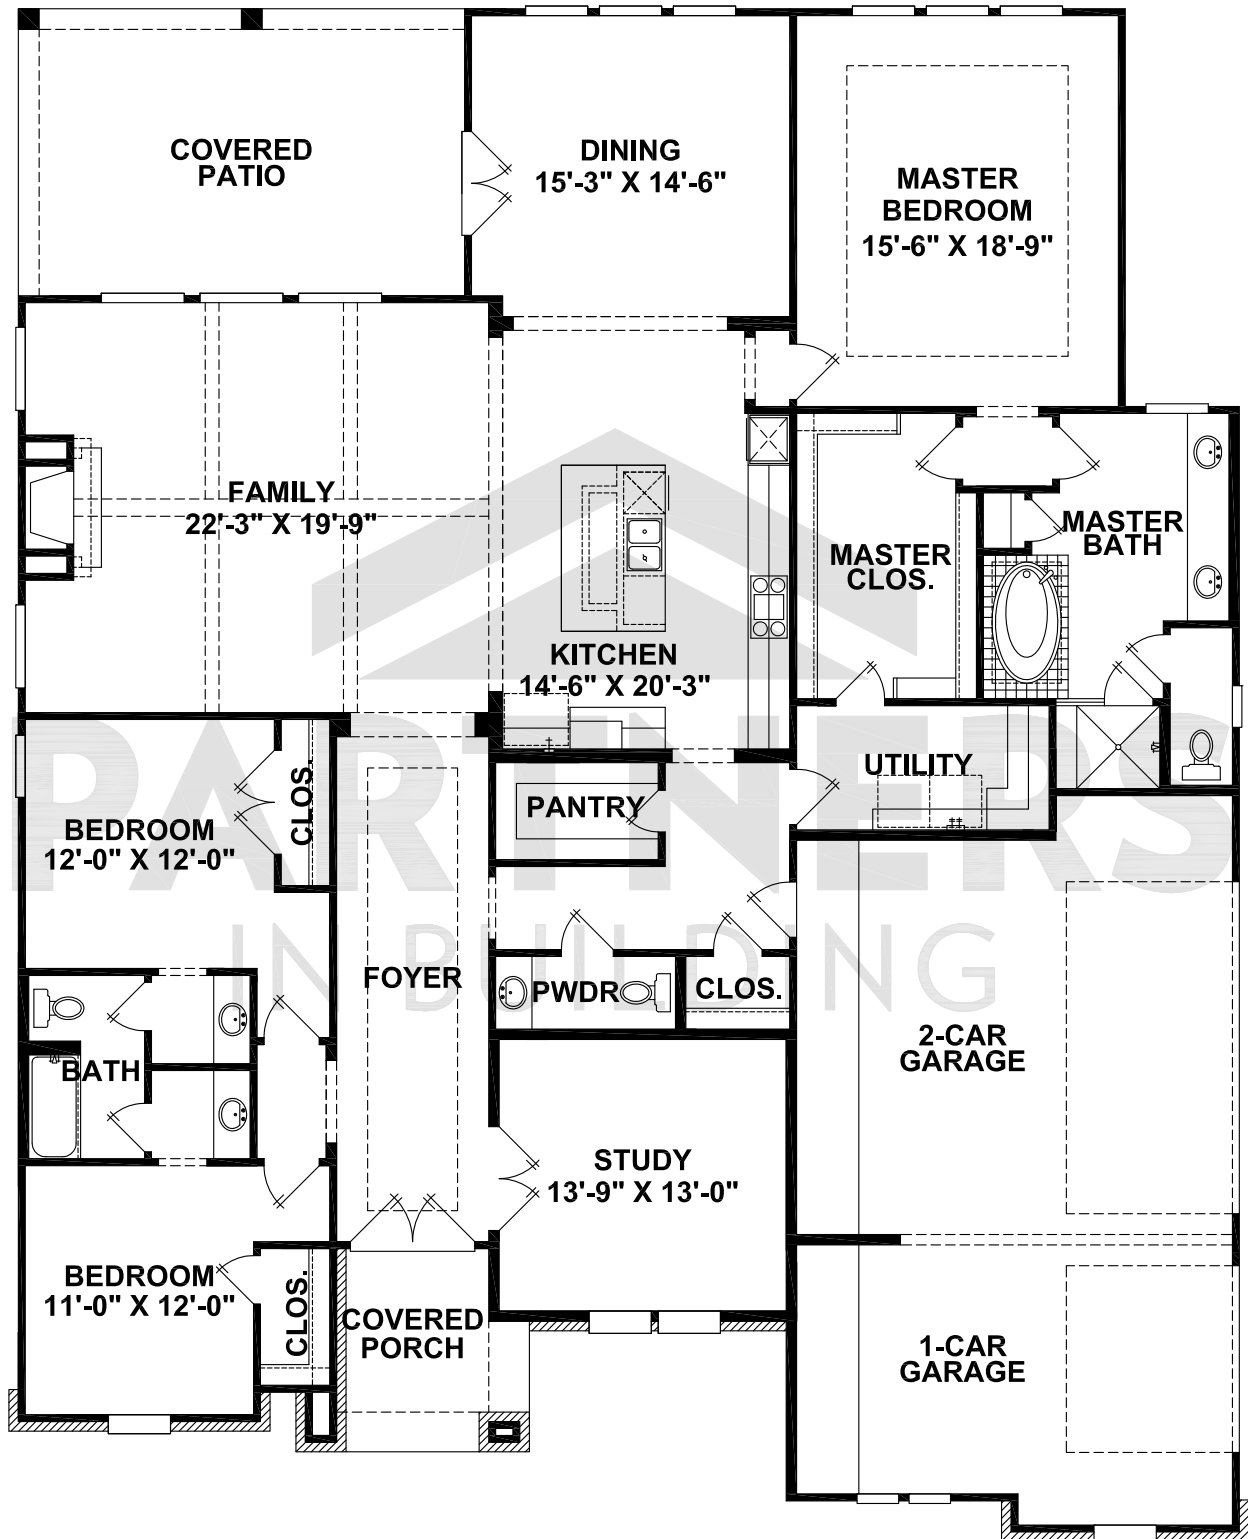 COVERED
PATIO
DINING
15'-3" X 14'-6"
MASTER
BEDROOM
15'-6" X 18'-9"
FAMILY
22'-3" X 19'-9"
MASTER
CLOS.
MASTER
BATH
KITCHEN
14'-6" X 20'-3"
PARTNERS
IN BUILDING
CLOS.
UTILITY
PANTRY
BEDROOM
12'-0" X 12'-0"
FOYER
PWDR
CLOS.
BATH
2-CAR
GARAGE
STUDY
13'-9" X 13'-0"
BEDROOM
11'-0" X 12'-0"
CLOS.
COVERED
PORCH
1-CAR
GARAGE